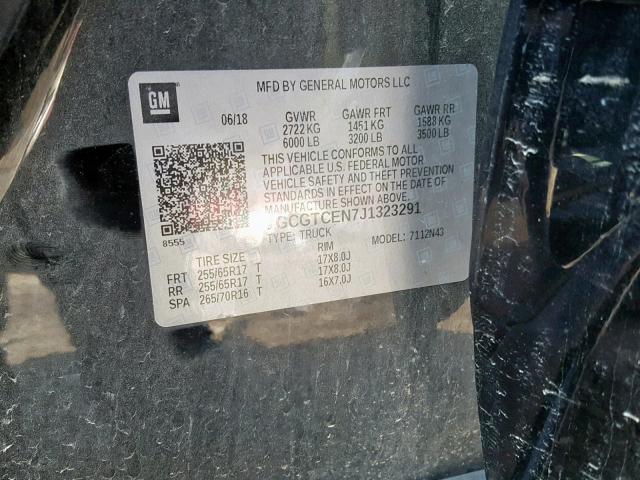 MFD BY GENERAL MOTORS LLC
GM
06/18 GVWR GAWR FRT GAWR RR
2722 KG 1451 KG 1588 KG
6000 LB 3200 LB 3500 LB
THIS VEHICLE CONFORMS TO ALL
APPLICABLE U.S. FEDERAL MOTOR
VEHICLE SAFETY AND THEFT PREVENTION
STANDARDS IN EFFECT ON THE DATE OF
MANUFACTURE SHOWN ABOVE.
GCGTCEN7J1323291
8555
TYPE: TRUCK MODEL: 7112N43
TIRE SIZE RIM
FRT 255/65R17 T 17X8.0J
RR 255/65R17 T 17X8.0J
SPA 265/70R16 T 16X7.0J